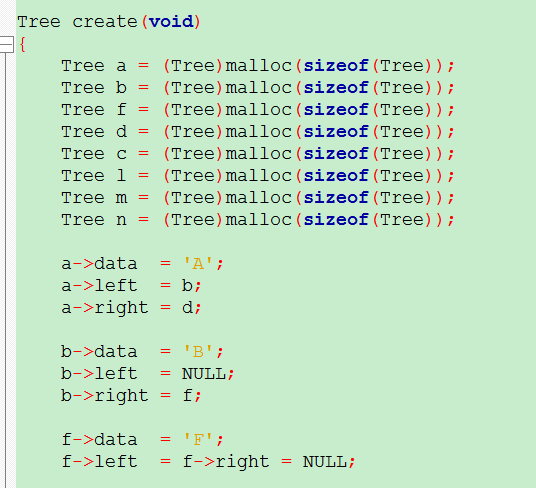 Tree create(void)
{
    Tree a = (Tree)malloc(sizeof(Tree));
    Tree b = (Tree)malloc(sizeof(Tree));
    Tree f = (Tree)malloc(sizeof(Tree));
    Tree d = (Tree)malloc(sizeof(Tree));
    Tree c = (Tree)malloc(sizeof(Tree));
    Tree l = (Tree)malloc(sizeof(Tree));
    Tree m = (Tree)malloc(sizeof(Tree));
    Tree n = (Tree)malloc(sizeof(Tree));

    a->data  = 'A';
    a->left  = b;
    a->right = d;

    b->data  = 'B';
    b->left  = NULL;
    b->right = f;

    f->data  = 'F';
    f->left  = f->right = NULL;